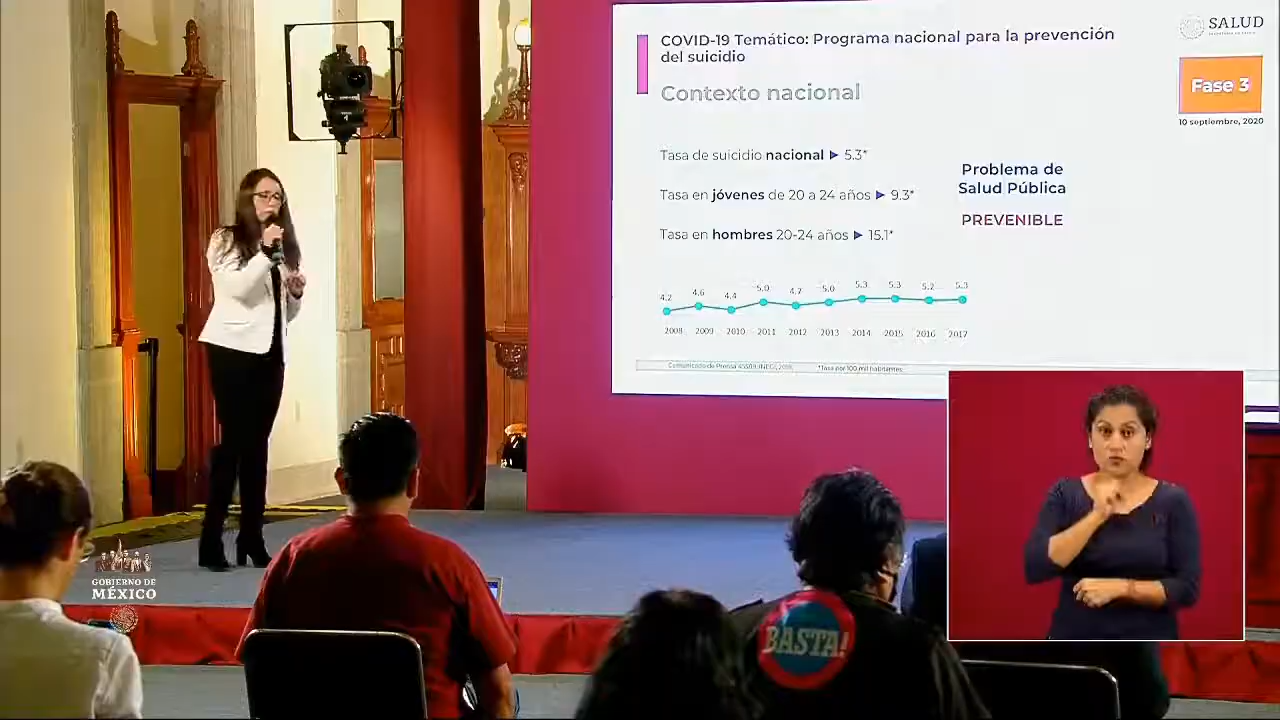 COVID-19 Temático: Programa nacional para la prevención
del suicidio
SALUD
Fase 3
10 septiembre, 2020
Contexto nacional
Tasa de suicidio nacional ► 5.3*
Tasa en jóvenes de 20 a 24 años ► 9.3*
Tasa en hombres 20-24 años ► 15.1*
Problema de
Salud Pública
PREVENIBLE
4.2 4.6 4.4 5.0 4.7 5.0 5.3 5.3 5.2 5.3
2008 2009 2010 2011 2012 2013 2014 2015 2016 2017
Comunicado de Prensa
*Tasa por 100 mil habitantes
GOBIERNO DE
MÉXICO
BASTA!